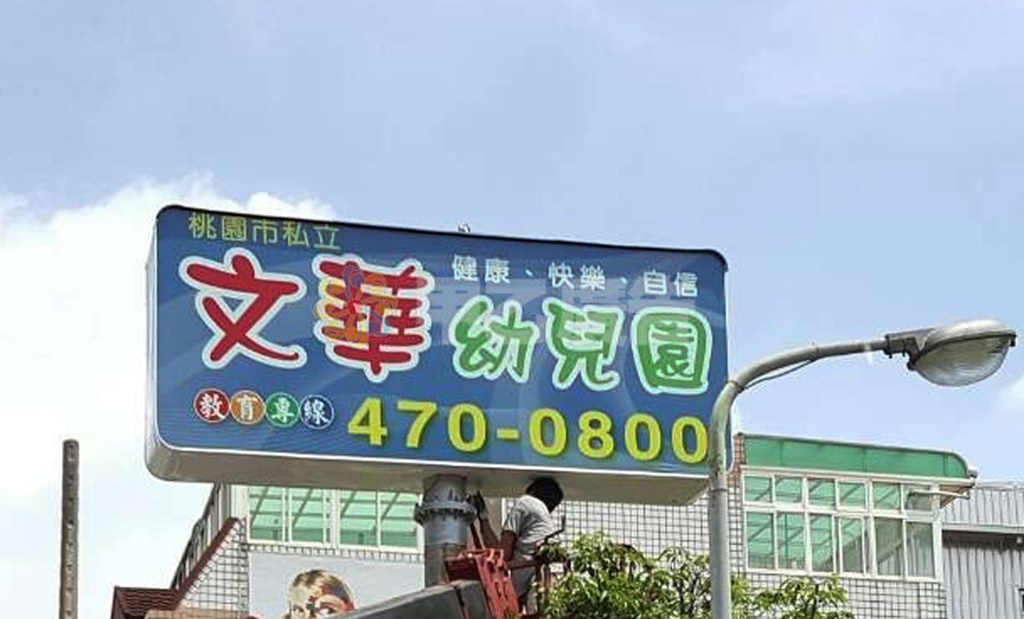 桃園市私立
健康、快樂、自信
文華幼兒園
教育專線 470-0800